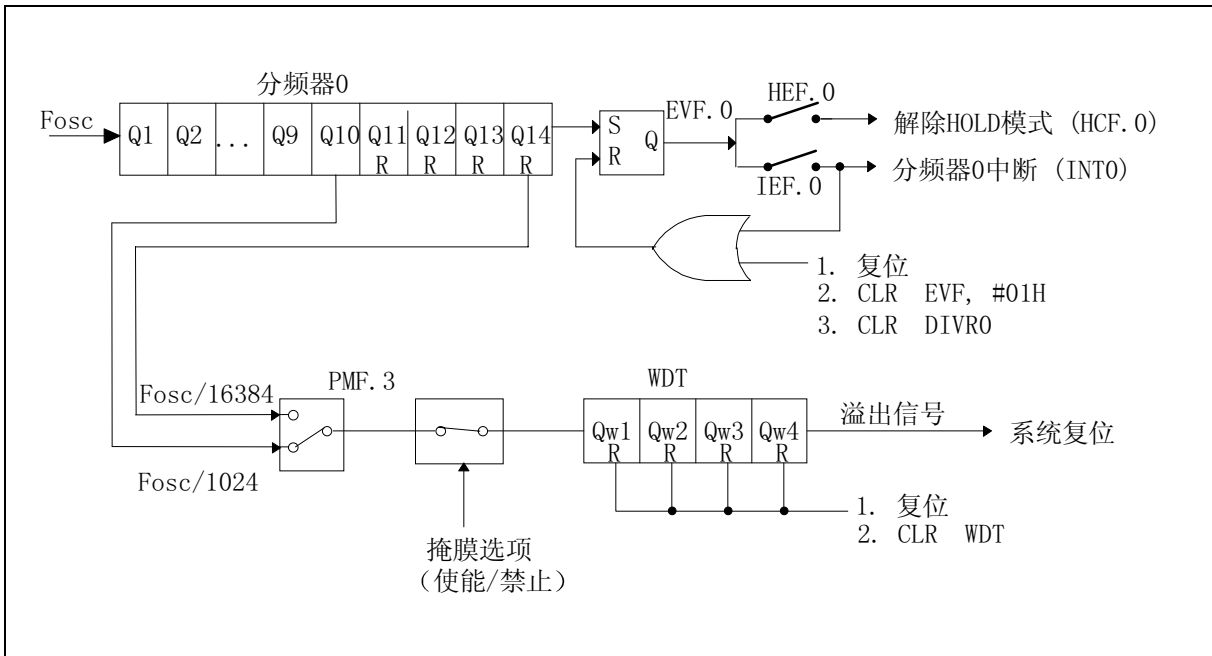 分频器0
Fosc
Q1 Q2 ... Q9 Q10 Q11 Q12 Q13 Q14
R R R R
S
R
Q
EVF.0
HEF.0
IEF.0
解除HOLD模式 (HCF.0)
分频器0中断 (INT0)
1. 复位
2. CLR EVF, #01H
3. CLR DIVR0
Fosc/16384
PMF.3
Fosc/1024
掩膜选项
(使能/禁止)
WDT
Qw1 Qw2 Qw3 Qw4
R R R R
溢出信号
系统复位
1. 复位
2. CLR WDT